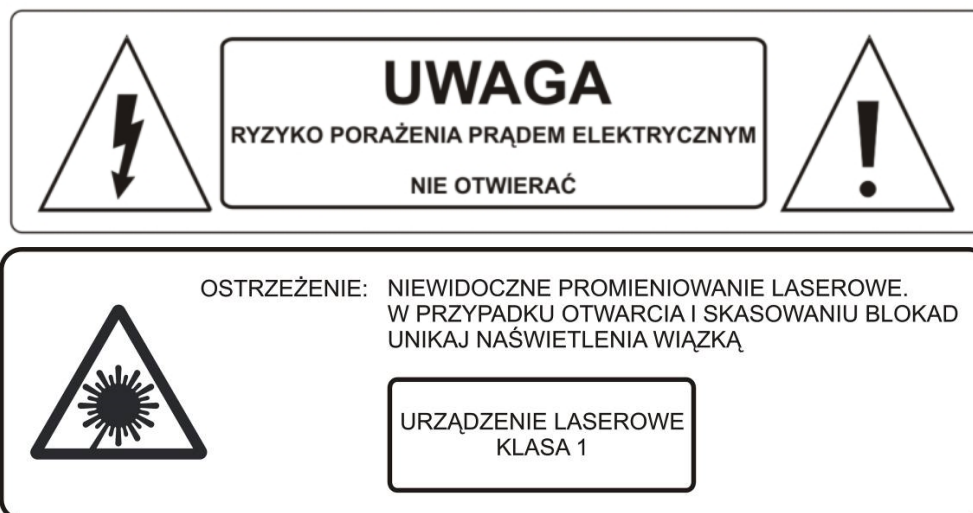 UWAGA
RYZYKO PORAŻENIA PRĄDEM ELEKTRYCZNYM
NIE OTWIERAĆ
OSTRZEŻENIE: NIEWIDOCZNE PROMIENIOWANIE LASEROWE.
W PRZYPADKU OTWARCIA I SKASOWANIU BLOKAD
UNIKAJ NAŚWIETLENIA WIĄZKĄ
URZĄDZENIE LASEROWE
KLASA 1